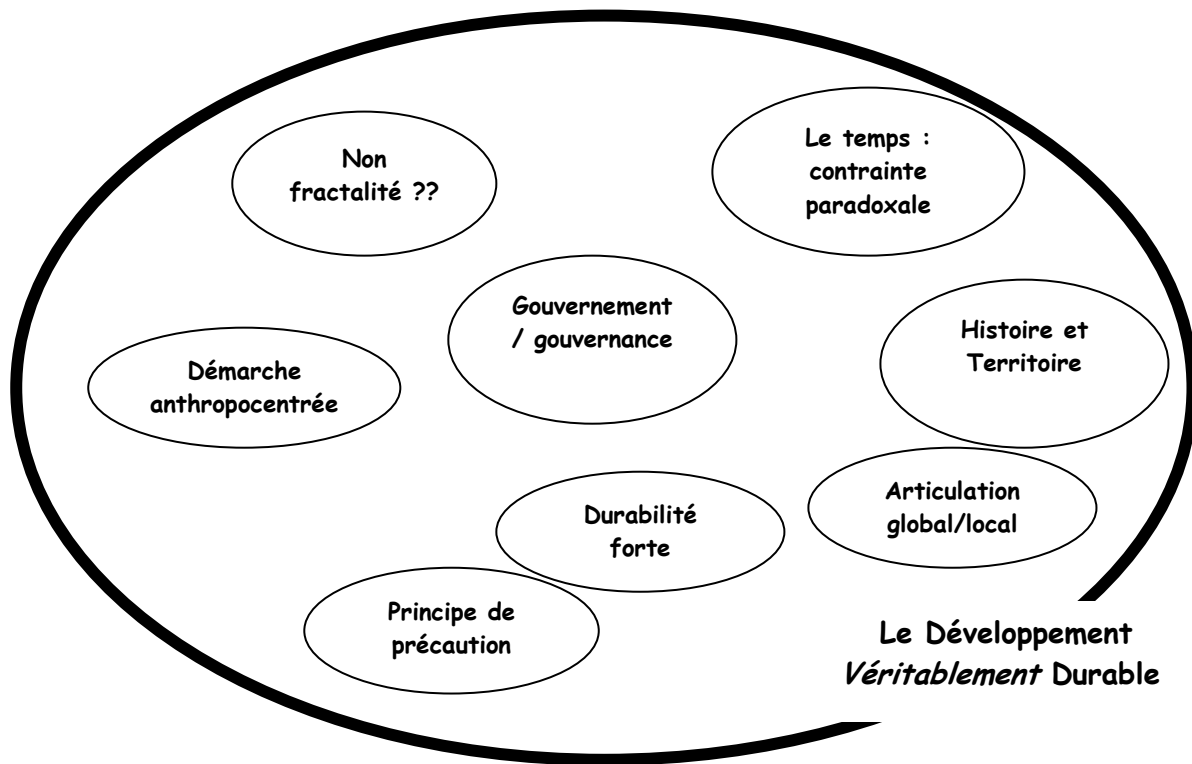 Non
fractalité ??
Le temps :
contrainte
paradoxale
Gouvernement
/ gouvernance
Histoire et
Territoire
Démarche
anthropocentrée
Articulation
global/local
Durabilité
forte
Principe de
précaution
Le Développement
Véritablement Durable